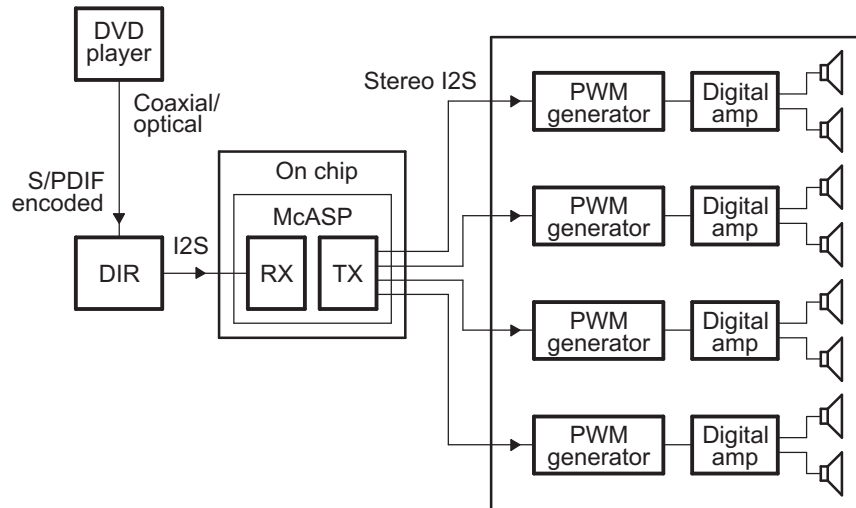 DVD
player
Coaxial/
optical
S/PDIF
encoded
DIR
I2S
On chip
McASP
RX
TX
Stereo I2S
PWM
generator
Digital
amp
PWM
generator
Digital
amp
PWM
generator
Digital
amp
PWM
generator
Digital
amp